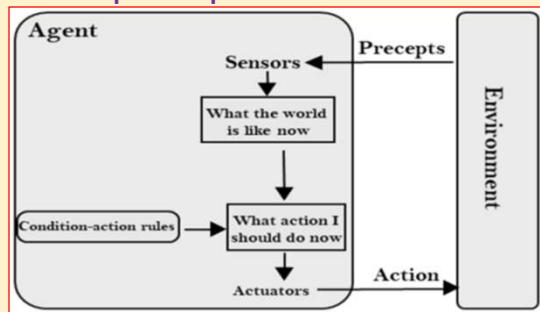 Agent
Precepts
Sensors
What the world
is like now
Environment
Condition-action rules
What action I
should do now
Action
Actuators